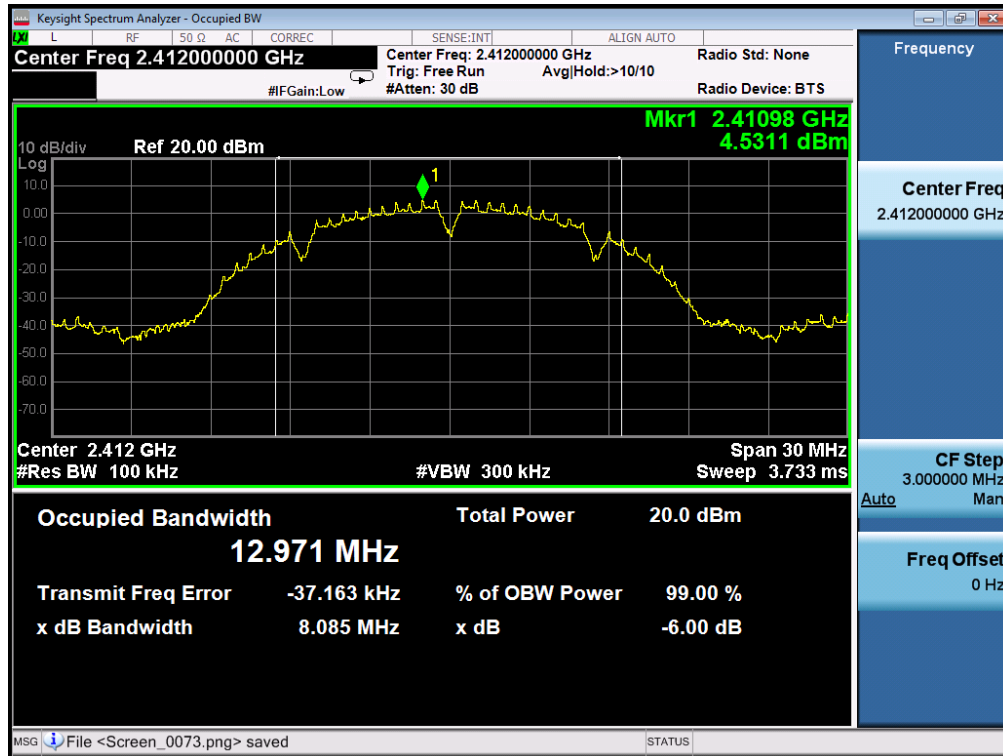 Keysight Spectrum Analyzer - Occupied BW
LXI L RF 50 Ω AC CORREC SENSE:INT ALIGN AUTO
Center Freq 2.412000000 GHz
Center Freq: 2.412000000 GHz Radio Std: None
Trig: Free Run Avg|Hold:>10/10
#IFGain:Low #Atten: 30 dB Radio Device: BTS
Frequency
Mkr1 2.41098 GHz
4.5311 dBm
10 dB/div Ref 20.00 dBm
Log
1
10.0
0.00
-10.0
-20.0
-30.0
-40.0
-50.0
-60.0
-70.0
Center 2.412 GHz Span 30 MHz
#Res BW 100 kHz #VBW 300 kHz Sweep 3.733 ms
Occupied Bandwidth Total Power 20.0 dBm
12.971 MHz
Transmit Freq Error -37.163 kHz % of OBW Power 99.00 %
x dB Bandwidth 8.085 MHz x dB -6.00 dB
Center Freq
2.412000000 GHz
CF Step
3.000000 MHz
Auto Man
Freq Offset
0 Hz
MSG File <Screen_0073.png> saved STATUS